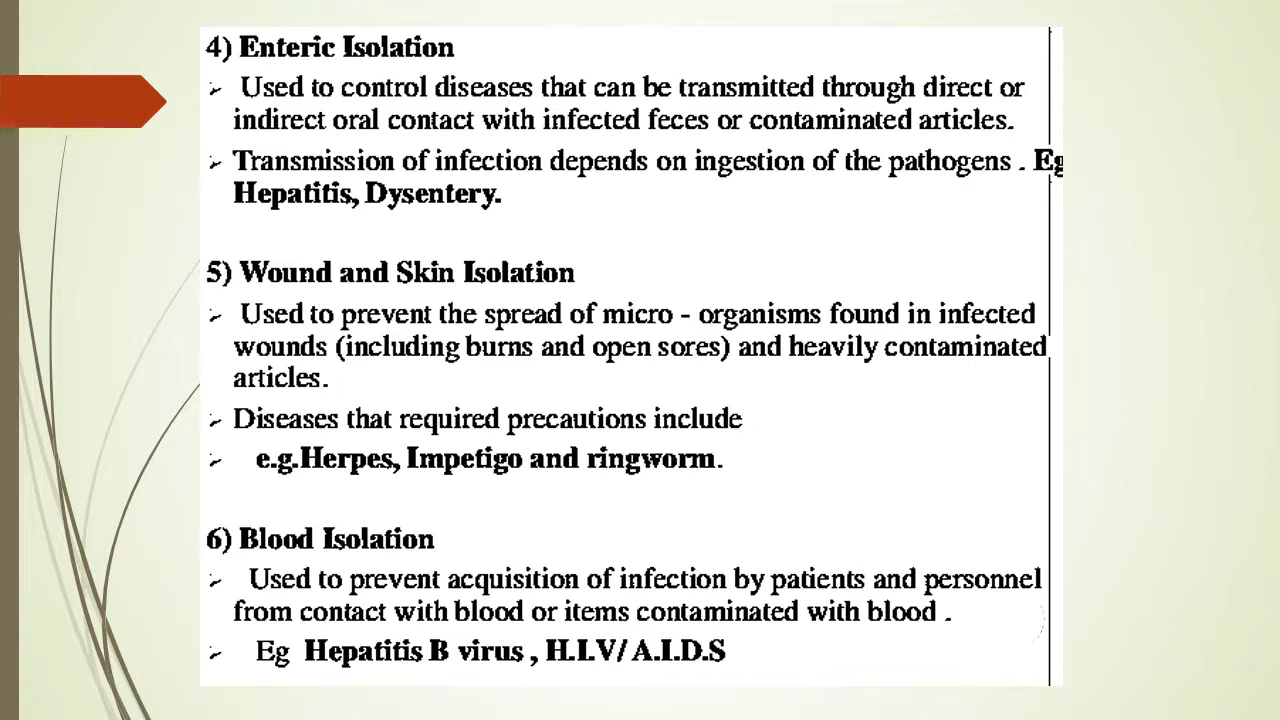 4) Enteric Isolation
➢ Used to control diseases that can be transmitted through direct or
indirect oral contact with infected feces or contaminated articles.
➢ Transmission of infection depends on ingestion of the pathogens . Eg
Hepatitis, Dysentery.
5) Wound and Skin Isolation
➢ Used to prevent the spread of micro - organisms found in infected
wounds (including burns and open sores) and heavily contaminated
articles.
➢ Diseases that required precautions include
➢ e.g.Herpes, Impetigo and ringworm.
6) Blood Isolation
➢ Used to prevent acquisition of infection by patients and personnel
from contact with blood or items contaminated with blood .
➢ Eg Hepatitis B virus , H.I.V/ A.I.D.S